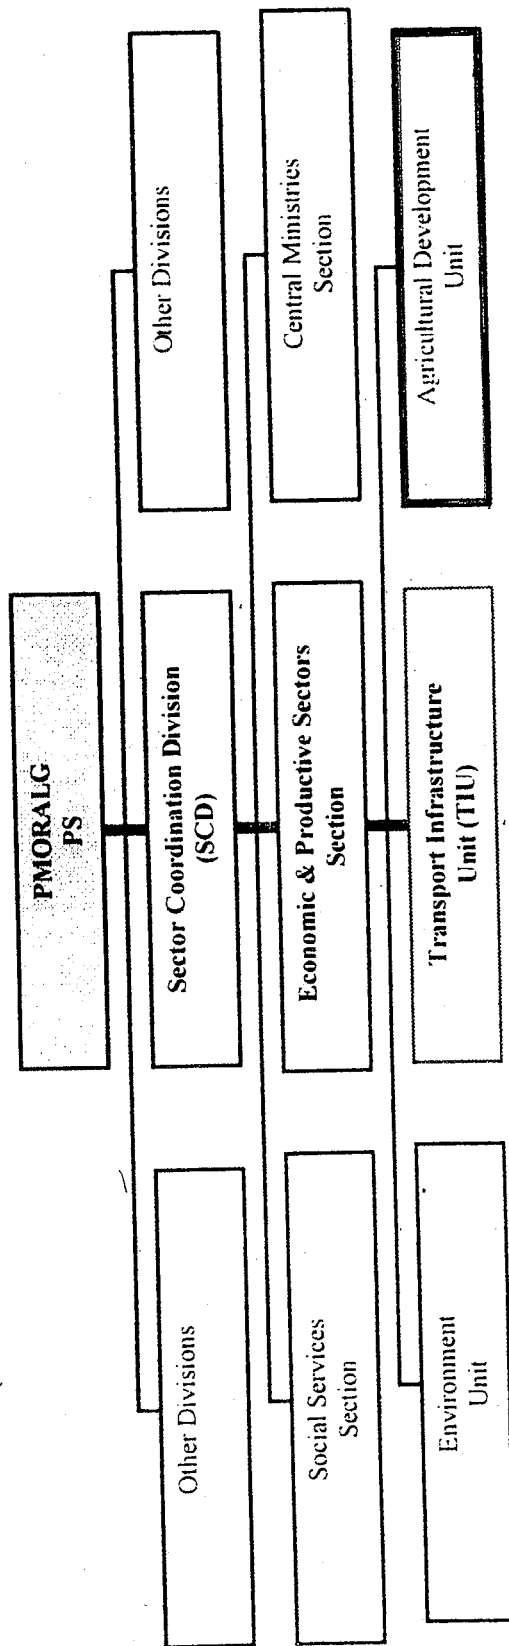 PMORALG
PS
Other Divisions
Sector Coordination Division
(SCD)
Other Divisions
Social Services
Section
Economic & Productive Sectors
Section
Central Ministries
Section
Environment
Unit
Transport Infrastructure
Unit (TIU)
Agricultural Development
Unit